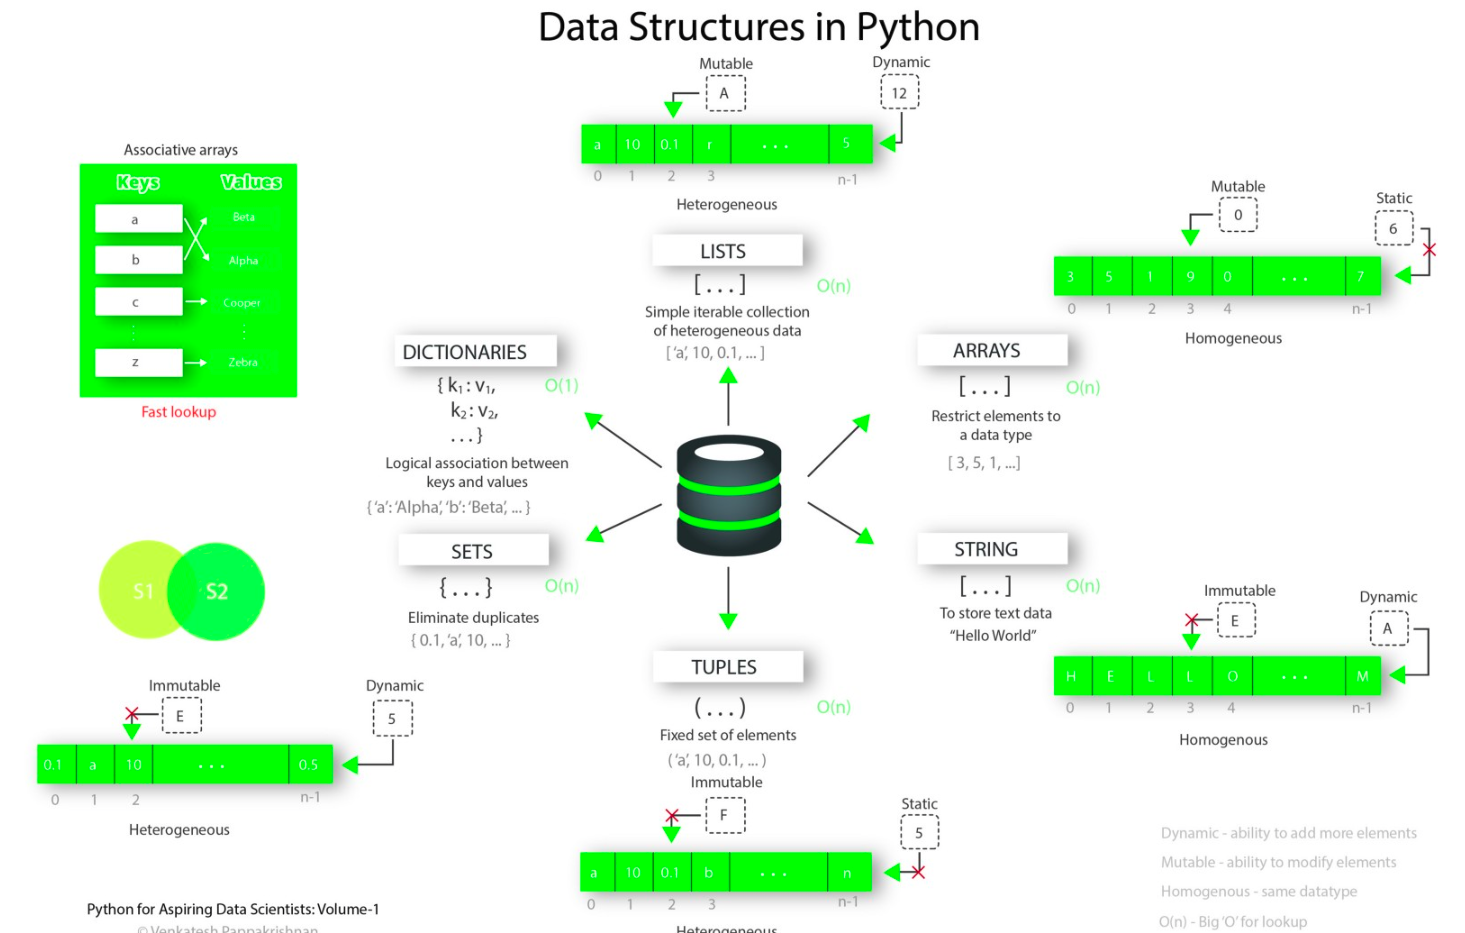 Data Structures in Python
Mutable
A
Dynamic
12
a 10 0.1 r ... 5
0 1 2 3 n-1
Heterogeneous
LISTS
[...]
O(n)
Simple iterable collection
of heterogeneous data
['a', 10, 0.1, ... ]
Associative arrays
Keys Values
a Beta
b Alpha
c Cooper
z Zebra
Fast lookup
DICTIONARIES
{ k₁ : v₁,
k₂ : v₂,
... }
O(1)
Logical association between
keys and values
{ 'a': 'Alpha', 'b': 'Beta', ... }
Mutable
0
Static
6
3 5 1 9 0 ... 7
0 1 2 3 4 n-1
Homogeneous
ARRAYS
[...]
O(n)
Restrict elements to
a data type
[ 3, 5, 1, ...]
S1 S2
SETS
{...}
O(n)
Eliminate duplicates
{ 0.1, 'a', 10, ... }
Immutable
E
Dynamic
5
0.1 a 10 ... 0.5
0 1 2 n-1
Heterogeneous
STRING
[...]
O(n)
To store text data
“Hello World”
Immutable
E
Dynamic
A
H E L L O ... M
0 1 2 3 4 n-1
Homogenous
TUPLES
(...)
O(n)
Fixed set of elements
( 'a', 10, 0.1, ... )
Immutable
F
Static
5
a 10 0.1 b ... n
0 1 2 3 n-1
Heterogeneous
Dynamic - ability to add more elements
Mutable - ability to modify elements
Homogenous - same datatype
O(n) - Big 'O' for lookup
Python for Aspiring Data Scientists: Volume-1
© Venkatesh Pappakrishnan